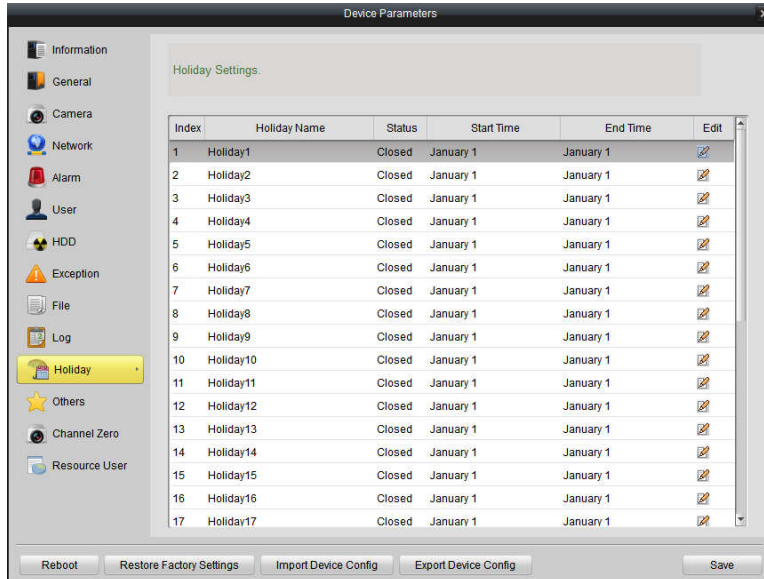 Device Parameters
Information
General
Camera
Network
Alarm
User
HDD
Exception
File
Log
Holiday
Others
Channel Zero
Resource User
Holiday Settings.
Index Holiday Name Status Start Time End Time Edit
1 Holiday1 Closed January 1 January 1
2 Holiday2 Closed January 1 January 1
3 Holiday3 Closed January 1 January 1
4 Holiday4 Closed January 1 January 1
5 Holiday5 Closed January 1 January 1
6 Holiday6 Closed January 1 January 1
7 Holiday7 Closed January 1 January 1
8 Holiday8 Closed January 1 January 1
9 Holiday9 Closed January 1 January 1
10 Holiday10 Closed January 1 January 1
11 Holiday11 Closed January 1 January 1
12 Holiday12 Closed January 1 January 1
13 Holiday13 Closed January 1 January 1
14 Holiday14 Closed January 1 January 1
15 Holiday15 Closed January 1 January 1
16 Holiday16 Closed January 1 January 1
17 Holiday17 Closed January 1 January 1
Reboot Restore Factory Settings Import Device Config Export Device Config Save